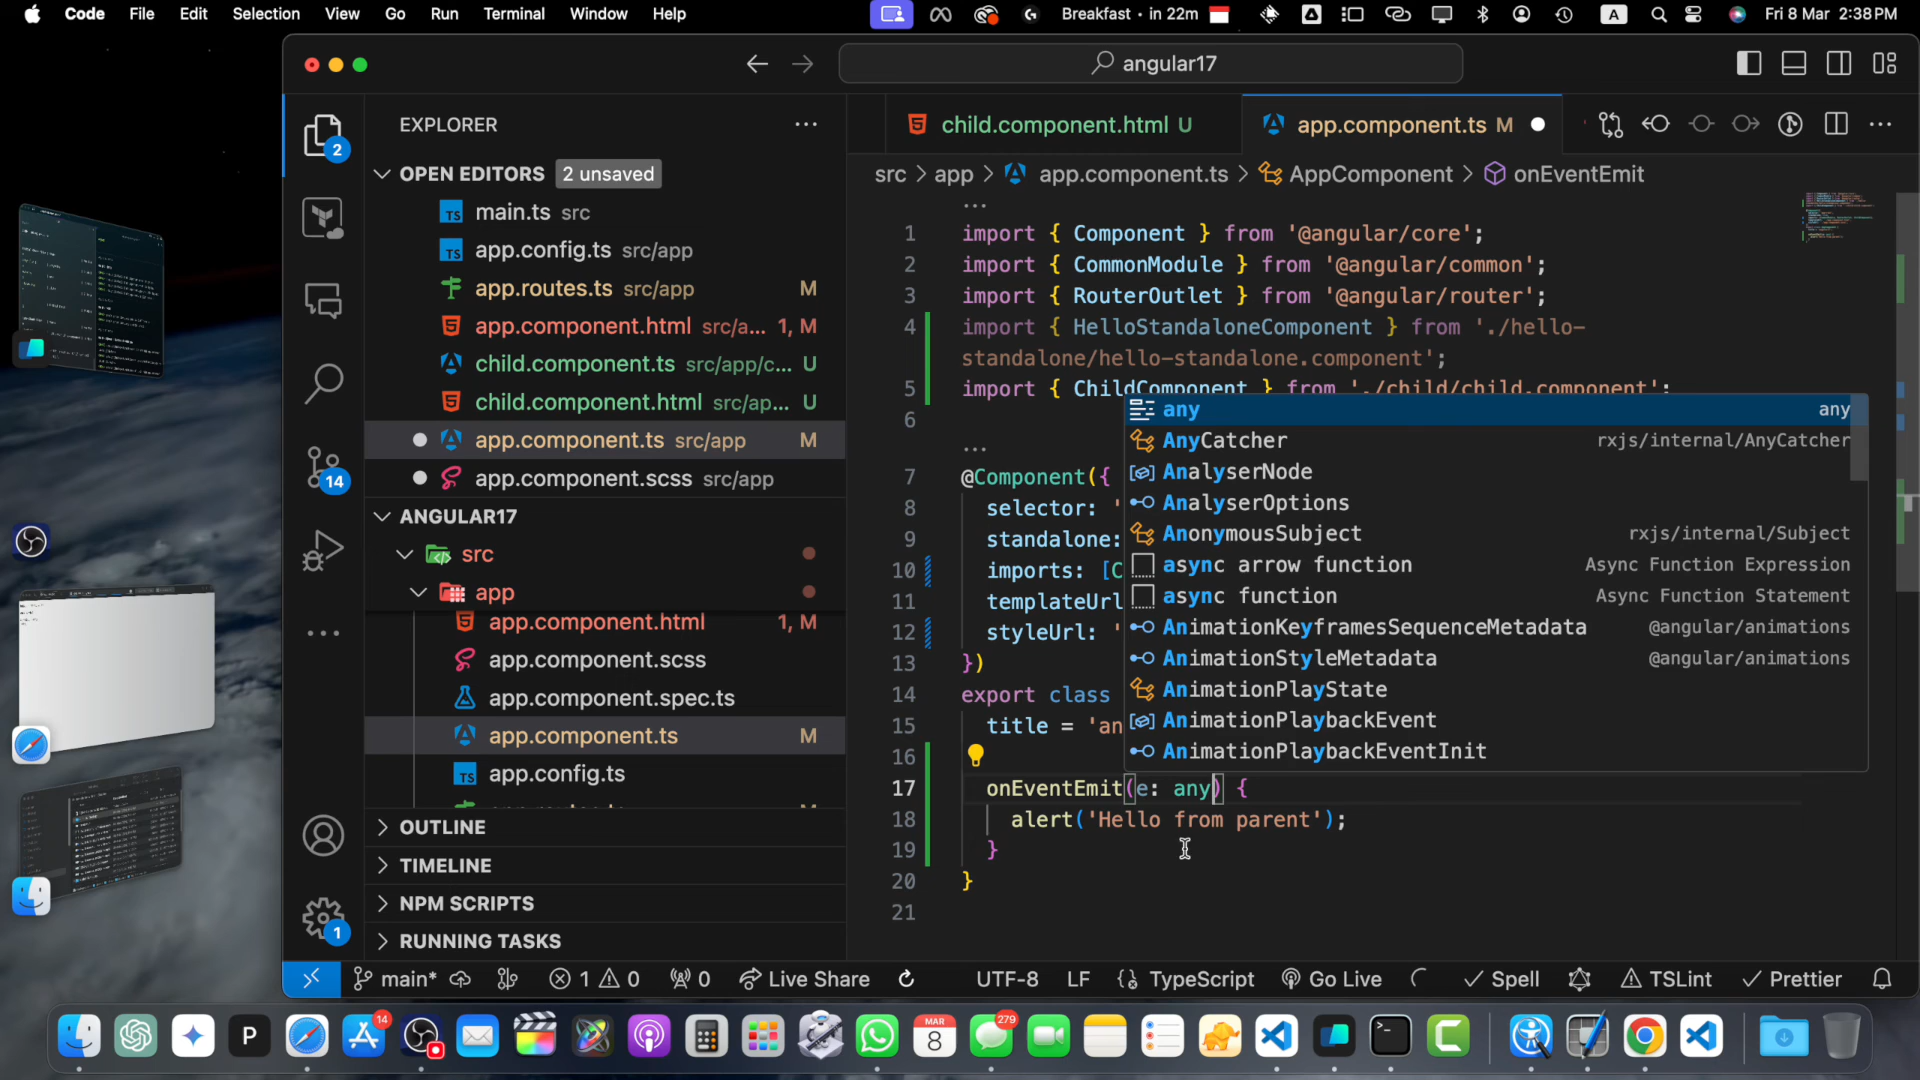 Code File Edit Selection View Go Run Terminal Window Help
Breakfast · in 22m
A
Fri 8 Mar 2:38 PM
angular17
EXPLORER
2
OPEN EDITORS 2 unsaved
main.ts src
app.config.ts src/app
app.routes.ts src/app M
app.component.html src/a... 1, M
child.component.ts src/app/c... U
child.component.html src/ap... U
app.component.ts src/app M
app.component.scss src/app
14
ANGULAR17
src
app
app.component.html 1, M
app.component.scss
app.component.spec.ts
app.component.ts M
app.config.ts
OUTLINE
TIMELINE
NPM SCRIPTS
RUNNING TASKS
1
child.component.html U
app.component.ts M
src > app > app.component.ts > AppComponent > onEventEmit
...
1 import { Component } from '@angular/core';
2 import { CommonModule } from '@angular/common';
3 import { RouterOutlet } from '@angular/router';
4 import { HelloStandaloneComponent } from './hello-
standalone/hello-standalone.component';
5 import { ChildComponent } from './child/child.component';
6
...
7 @Component({
8 selector: '
9 standalone:
10 imports: [C
11 templateUrl
12 styleUrl: '
13 })
14 export class
15 title = 'an
16
17 onEventEmit(e: any) {
18 alert('Hello from parent');
19 }
20 }
21
any any
AnyCatcher rxjs/internal/AnyCatcher
AnalyserNode
AnalyserOptions
AnonymousSubject rxjs/internal/Subject
async arrow function Async Function Expression
async function Async Function Statement
AnimationKeyframesSequenceMetadata @angular/animations
AnimationStyleMetadata @angular/animations
AnimationPlayState
AnimationPlaybackEvent
AnimationPlaybackEventInit
main* 1 0 0 Live Share UTF-8 LF {} TypeScript Go Live Spell TSLint Prettier
P
14
MAR
8
279